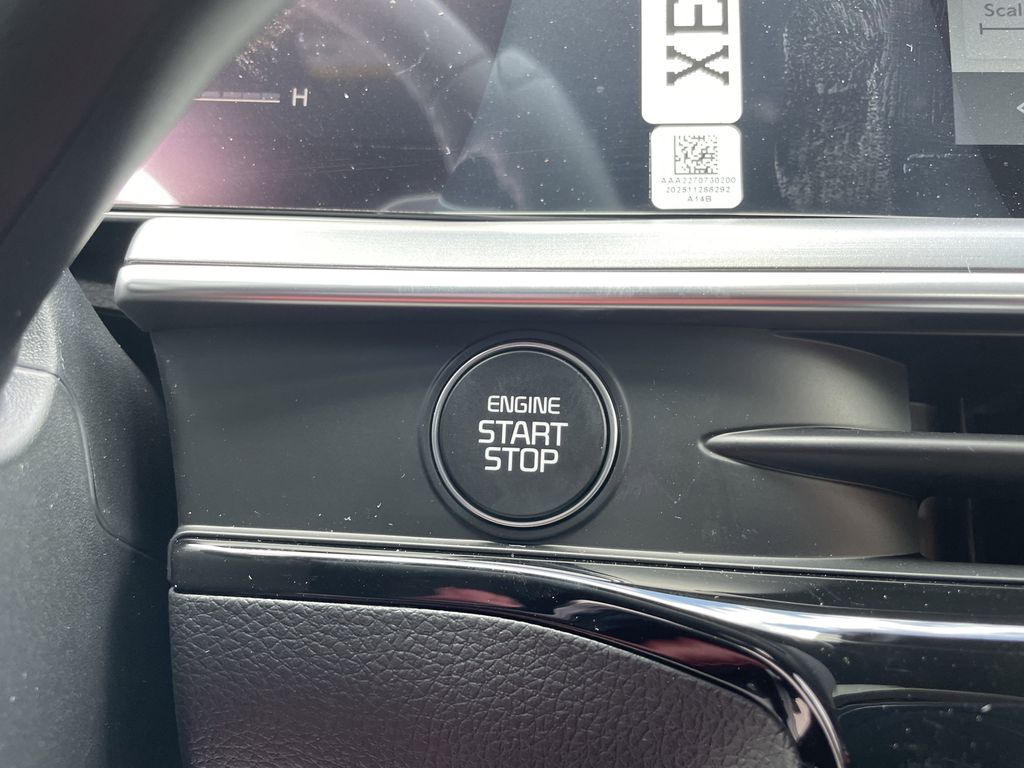 Scal
H
XE
AAA2270730200
202511288292
A14B
ENGINE
START
STOP